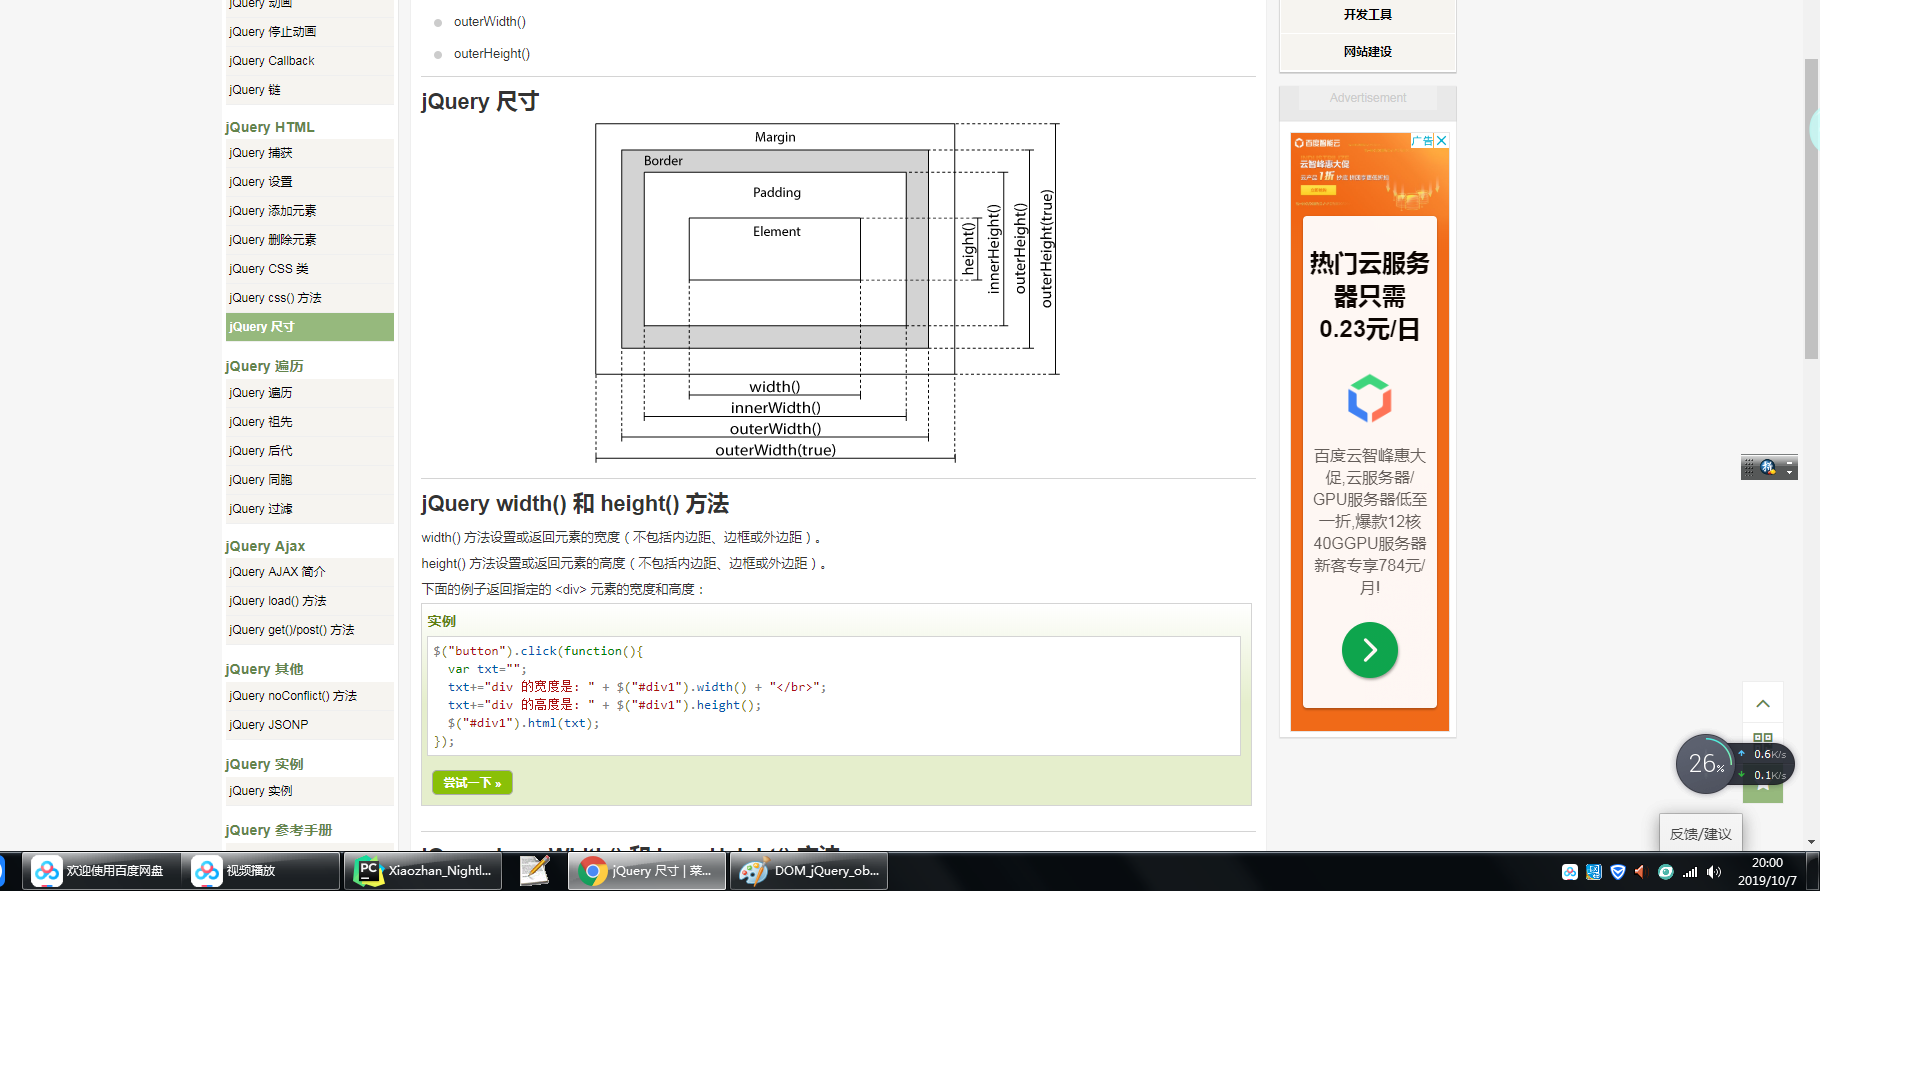 jQuery 动画
jQuery 停止动画
jQuery Callback
jQuery 链
jQuery HTML
jQuery 捕获
jQuery 设置
jQuery 添加元素
jQuery 删除元素
jQuery CSS 类
jQuery css() 方法
jQuery 尺寸
jQuery 遍历
jQuery 遍历
jQuery 祖先
jQuery 后代
jQuery 同胞
jQuery 过滤
jQuery Ajax
jQuery AJAX 简介
jQuery load() 方法
jQuery get()/post() 方法
jQuery 其他
jQuery noConflict() 方法
jQuery JSONP
jQuery 实例
jQuery 实例
jQuery 参考手册
outerWidth()
outerHeight()
jQuery 尺寸
Margin
Border
Padding
Element
height()
innerHeight()
outerHeight()
outerHeight(true)
width()
innerWidth()
outerWidth()
outerWidth(true)
jQuery width() 和 height() 方法
width() 方法设置或返回元素的宽度（不包括内边距、边框或外边距）。
height() 方法设置或返回元素的高度（不包括内边距、边框或外边距）。
下面的例子返回指定的 <div> 元素的宽度和高度：
实例
$("button").click(function(){
var txt="";
txt+="div 的宽度是: " + $("#div1").width() + "</br>";
txt+="div 的高度是: " + $("#div1").height();
$("#div1").html(txt);
});
尝试一下 »
开发工具
网站建设
Advertisement
广告
百度智能云
云智峰惠大促
热门云服务
器只需
0.23元/日
百度云智峰惠大
促,云服务器/
GPU服务器低至
一折,爆款12核
40GGPU服务器
新客专享784元/
月!
26%
0.6K/s
0.1K/s
反馈/建议
欢迎使用百度网盘
视频播放
Xiaozhan_Nightl...
jQuery 尺寸 | 菜...
DOM_jQuery_ob...
20:00
2019/10/7